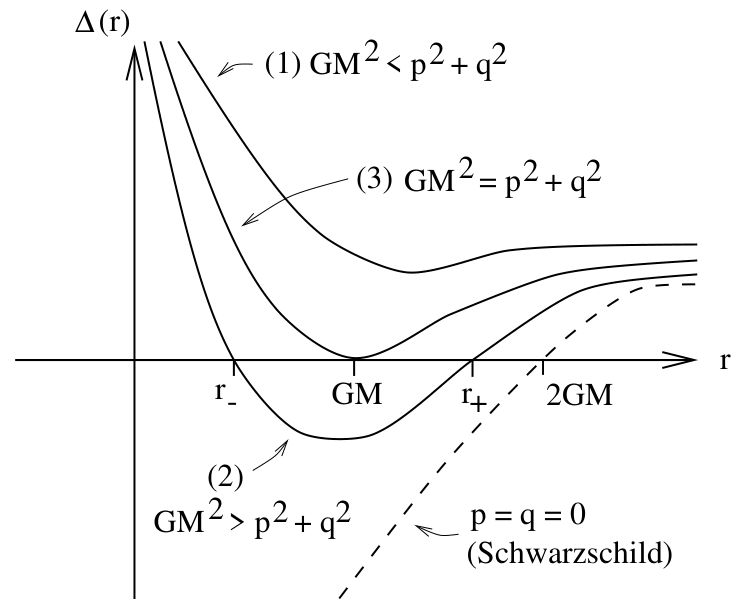 Δ(r)
(1) GM² < p² + q²
(3) GM² = p² + q²
r
r₋
GM
r₊
2GM
(2)
GM² > p² + q²
p = q = 0
(Schwarzschild)